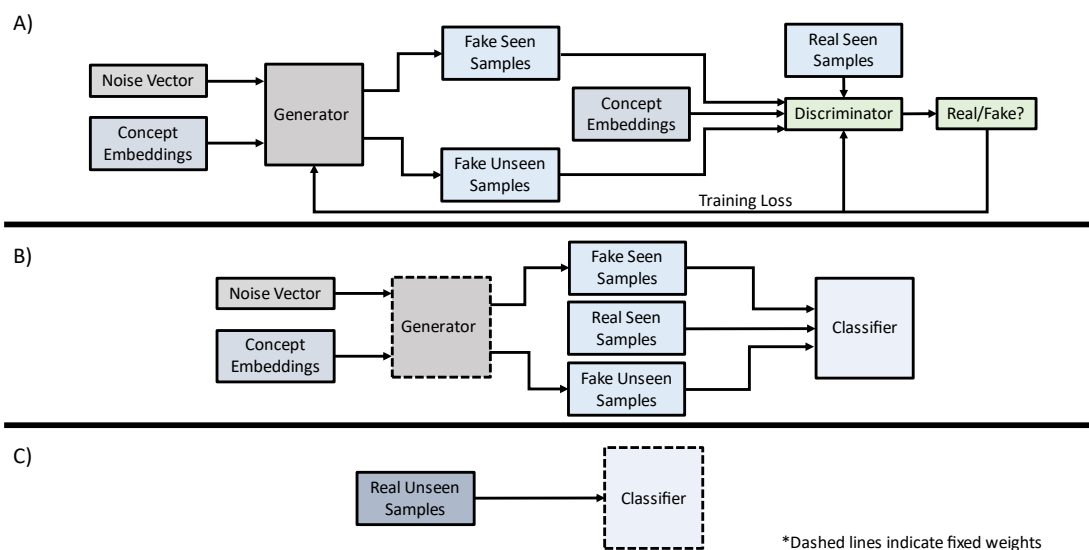 A)
Noise Vector
Concept
Embeddings
Generator
Fake Seen
Samples
Fake Unseen
Samples
Concept
Embeddings
Real Seen
Samples
Discriminator
Real/Fake?
Training Loss
B)
Noise Vector
Concept
Embeddings
Generator
Fake Seen
Samples
Real Seen
Samples
Fake Unseen
Samples
Classifier
C)
Real Unseen
Samples
Classifier
*Dashed lines indicate fixed weights